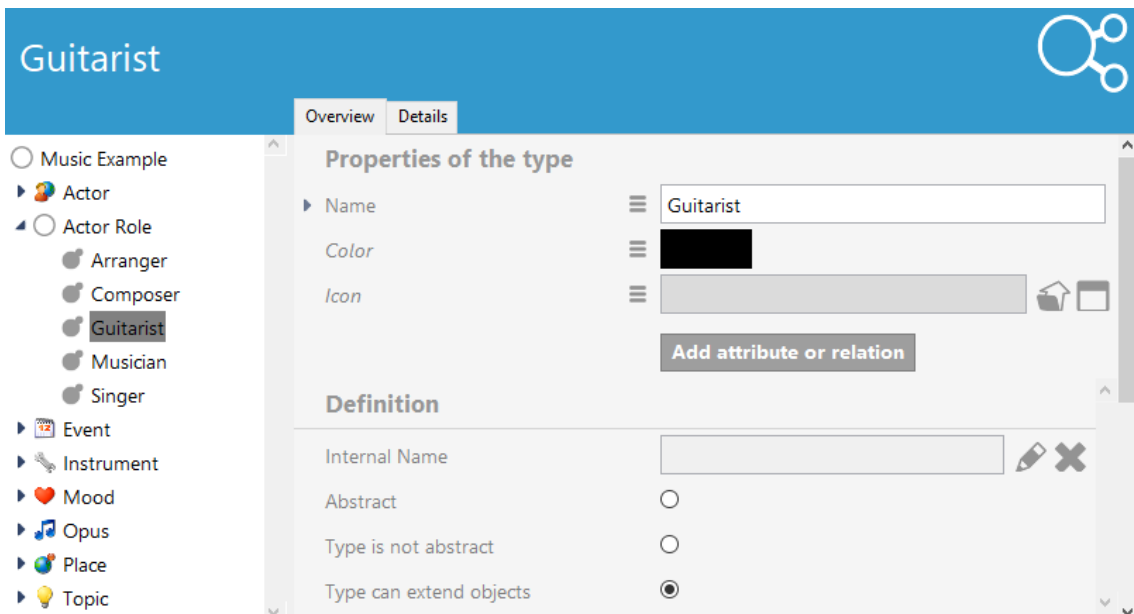 Guitarist
Overview
Details
Music Example
Actor
Actor Role
Arranger
Composer
Guitarist
Musician
Singer
Event
Instrument
Mood
Opus
Place
Topic
Properties of the type
Name
Guitarist
Color
Icon
Add attribute or relation
Definition
Internal Name
Abstract
Type is not abstract
Type can extend objects